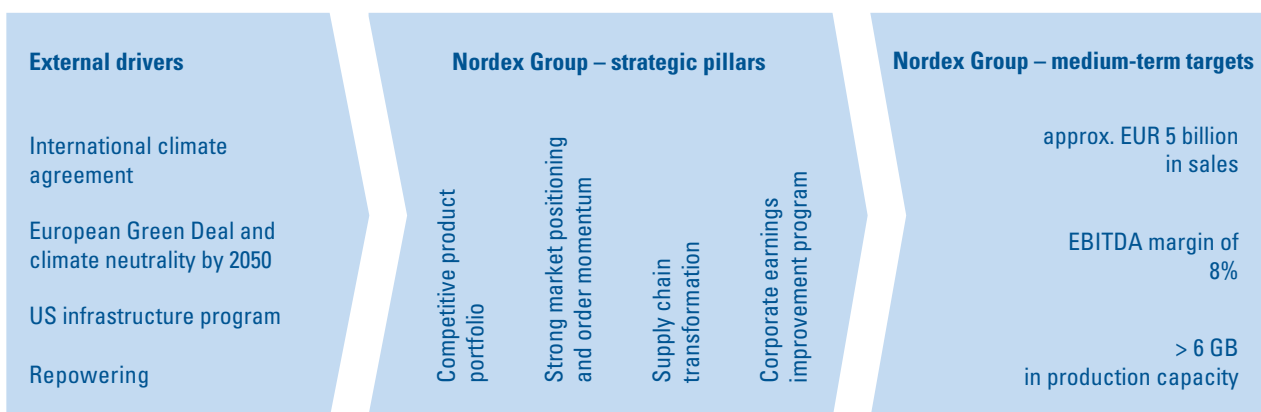 External drivers
International climate
agreement
European Green Deal and
climate neutrality by 2050
US infrastructure program
Repowering
Nordex Group – strategic pillars
Competitive product
portfolio
Strong market positioning
and order momentum
Supply chain
transformation
Corporate earnings
improvement program
Nordex Group – medium-term targets
approx. EUR 5 billion
in sales
EBITDA margin of
8%
> 6 GB
in production capacity